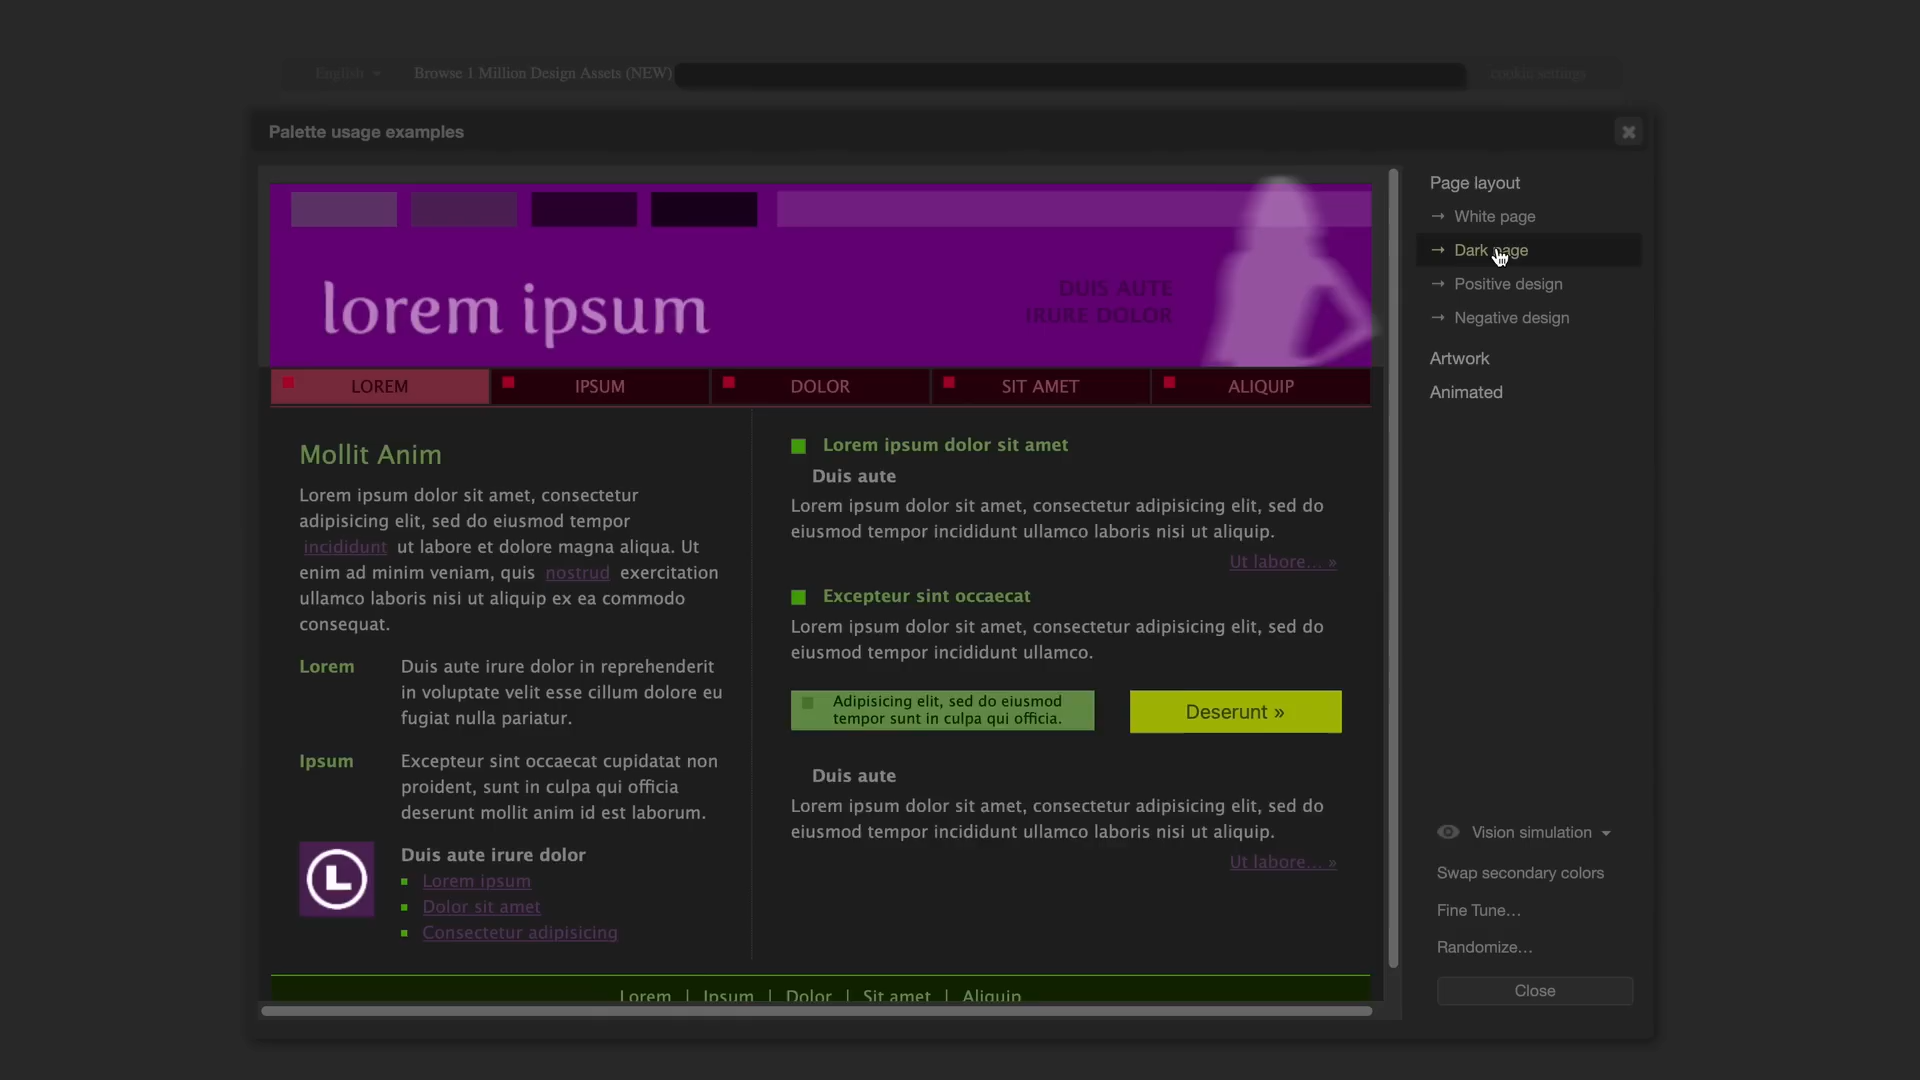 English
Browse 1 Million Design Assets (NEW)
cookie settings
Palette usage examples
lorem ipsum
DUIS AUTE
IRURE DOLOR
LOREM
IPSUM
DOLOR
SIT AMET
ALIQUIP
Mollit Anim
Lorem ipsum dolor sit amet, consectetur
adipisicing elit, sed do eiusmod tempor
incididunt ut labore et dolore magna aliqua. Ut
enim ad minim veniam, quis nostrud exercitation
ullamco laboris nisi ut aliquip ex ea commodo
consequat.
Lorem
Duis aute irure dolor in reprehenderit
in voluptate velit esse cillum dolore eu
fugiat nulla pariatur.
Ipsum
Excepteur sint occaecat cupidatat non
proident, sunt in culpa qui officia
deserunt mollit anim id est laborum.
L
Duis aute irure dolor
Lorem ipsum
Dolor sit amet
Consectetur adipisicing
Lorem ipsum dolor sit amet
Duis aute
Lorem ipsum dolor sit amet, consectetur adipisicing elit, sed do
eiusmod tempor incididunt ullamco laboris nisi ut aliquip.
Ut labore... »
Excepteur sint occaecat
Lorem ipsum dolor sit amet, consectetur adipisicing elit, sed do
eiusmod tempor incididunt ullamco.
Adipisicing elit, sed do eiusmod
tempor sunt in culpa qui officia.
Deserunt »
Duis aute
Lorem ipsum dolor sit amet, consectetur adipisicing elit, sed do
eiusmod tempor incididunt ullamco laboris nisi ut aliquip.
Ut labore... »
Lorem | Ipsum | Dolor | Sit amet | Aliquip
Page layout
→ White page
→ Dark page
→ Positive design
→ Negative design
Artwork
Animated
Vision simulation
Swap secondary colors
Fine Tune...
Randomize...
Close